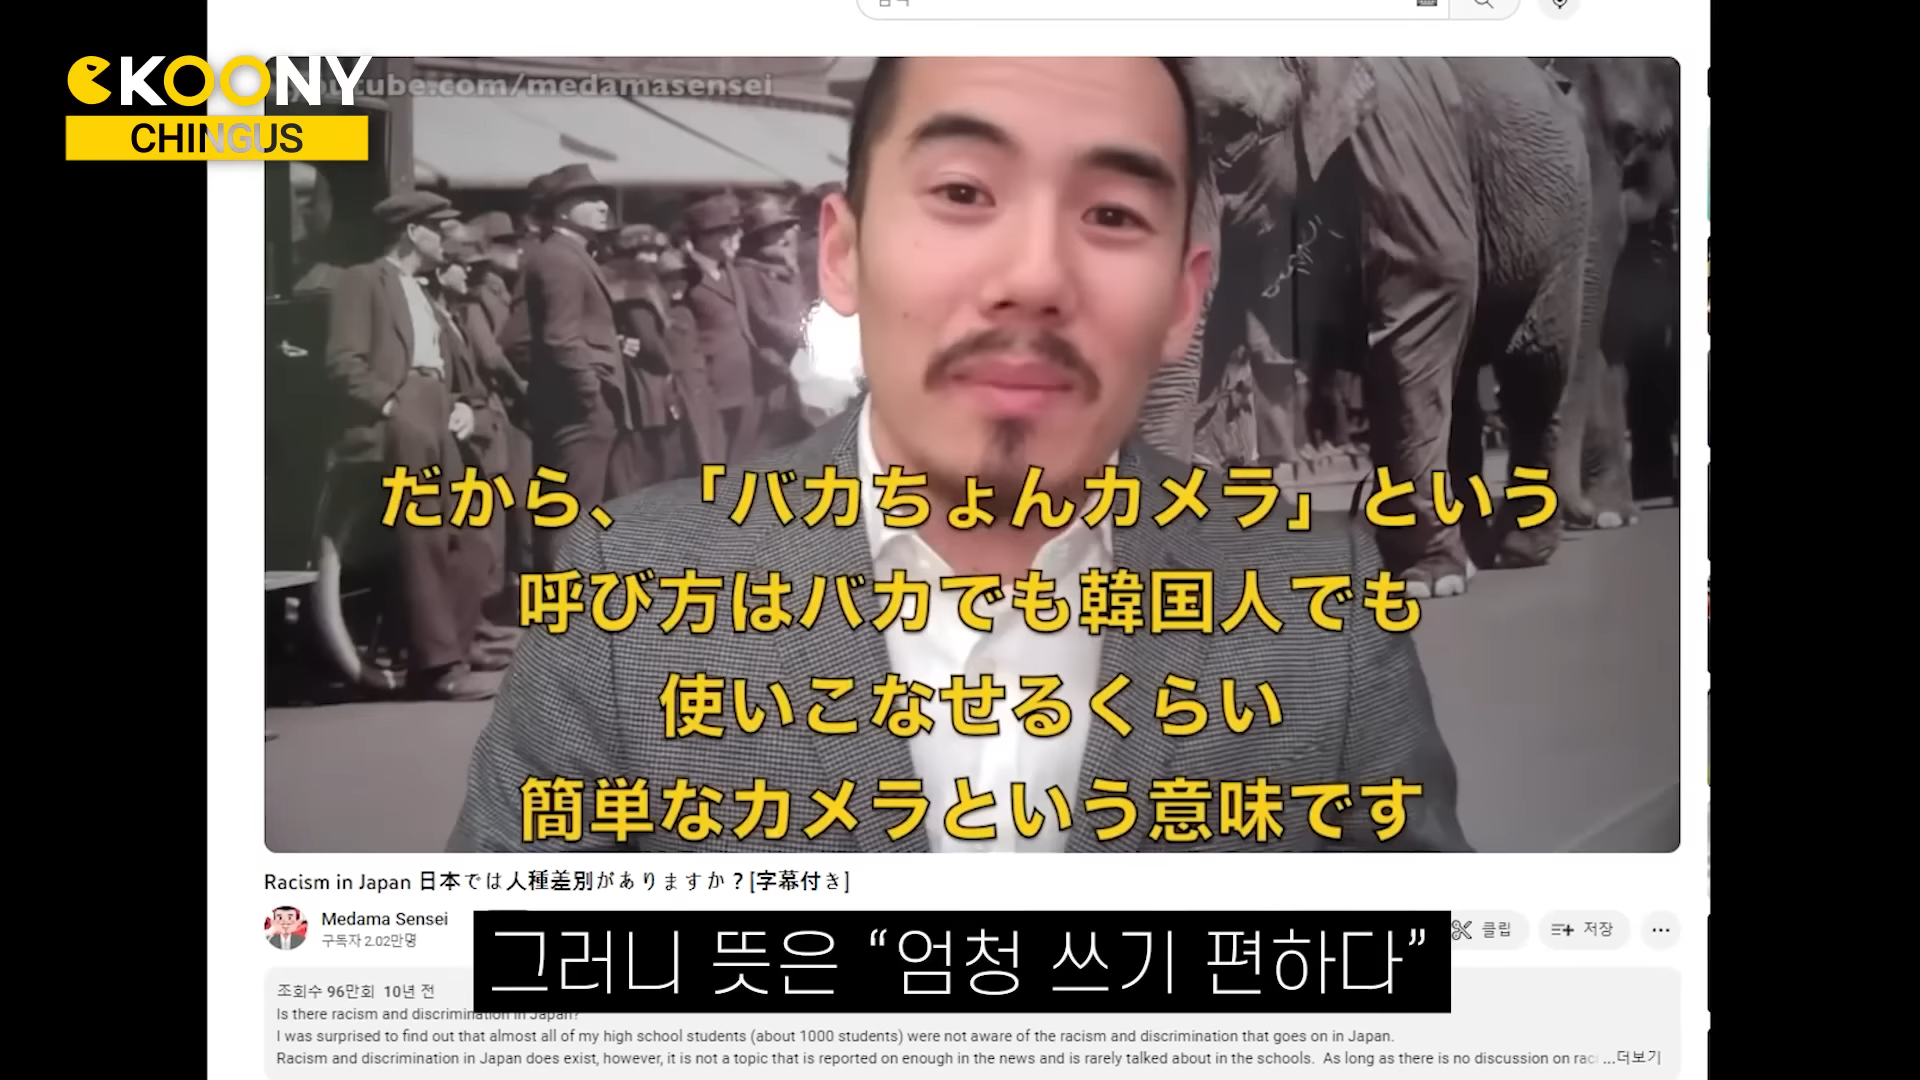 KOONY
CHINGUS
youtube.com/medamasensei
だから、「バカちょんカメラ」という
呼び方はバカでも韓国人でも
使いこなせるくらい
簡単なカメラという意味です
Racism in Japan 日本では人種差別がありますか？[字幕付き]
Medama Sensei
구독자 2.02만명
클립
저장
그러니 뜻은 “엄청 쓰기 편하다”
조회수 96만회 10년 전
Is there racism and discrimination in Japan?
I was surprised to find out that almost all of my high school students (about 1000 students) were not aware of the racism and discrimination that goes on in Japan.
Racism and discrimination in Japan does exist, however, it is not a topic that is reported on enough in the news and is rarely talked about in the schools. As long as there is no discussion on ...더보기